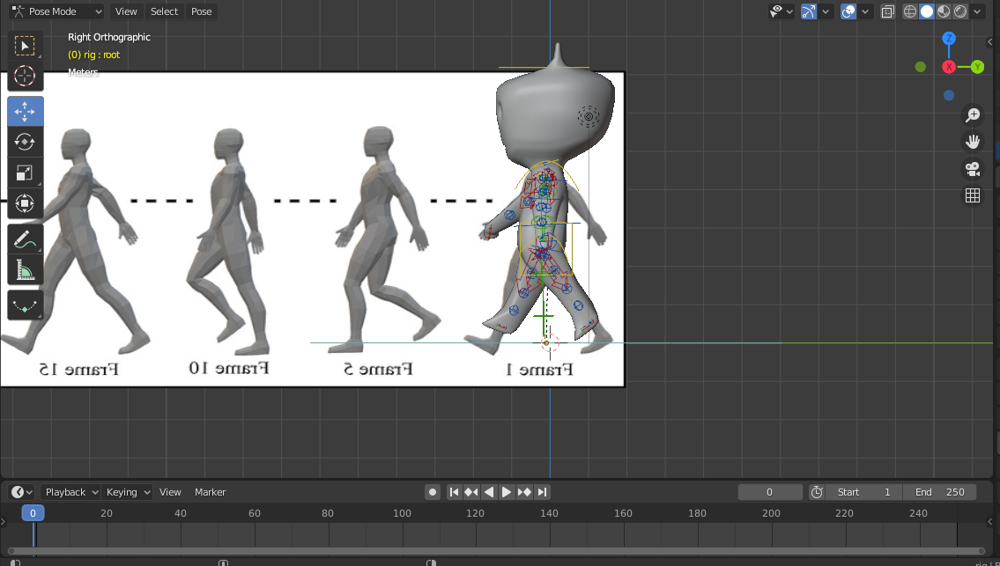 Pose Mode View Select Pose
Right Orthographic
(0) rig : root
Meters
Z
X Y
Frame 15 Frame 10 Frame 5 Frame 1
Playback Keying View Marker 0 Start 1 End 250
0 20 40 60 80 100 120 140 160 180 200 220 240